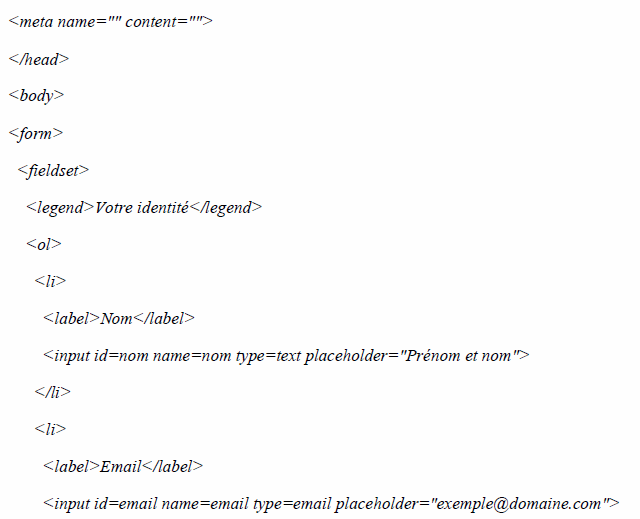 <meta name="" content="">
</head>
<body>
<form>
<fieldset>
<legend>Votre identité</legend>
<ol>
<li>
<label>Nom</label>
<input id=nom name=nom type=text placeholder="Prénom et nom">
</li>
<li>
<label>Email</label>
<input id=email name=email type=email placeholder="exemple@domaine.com">